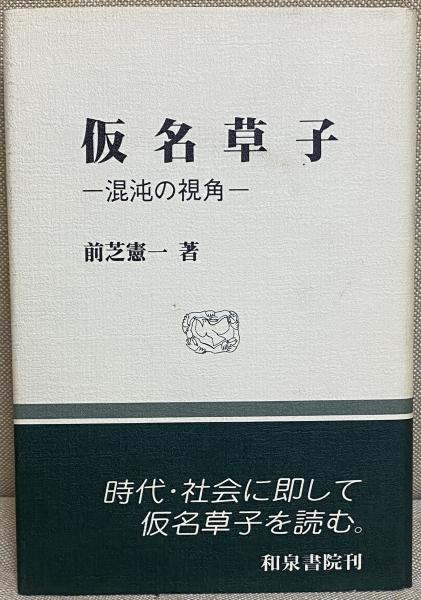 仮名草子
―混沌の視角―
前芝憲一 著
時代・社会に即して
仮名草子を読む。
和泉書院刊